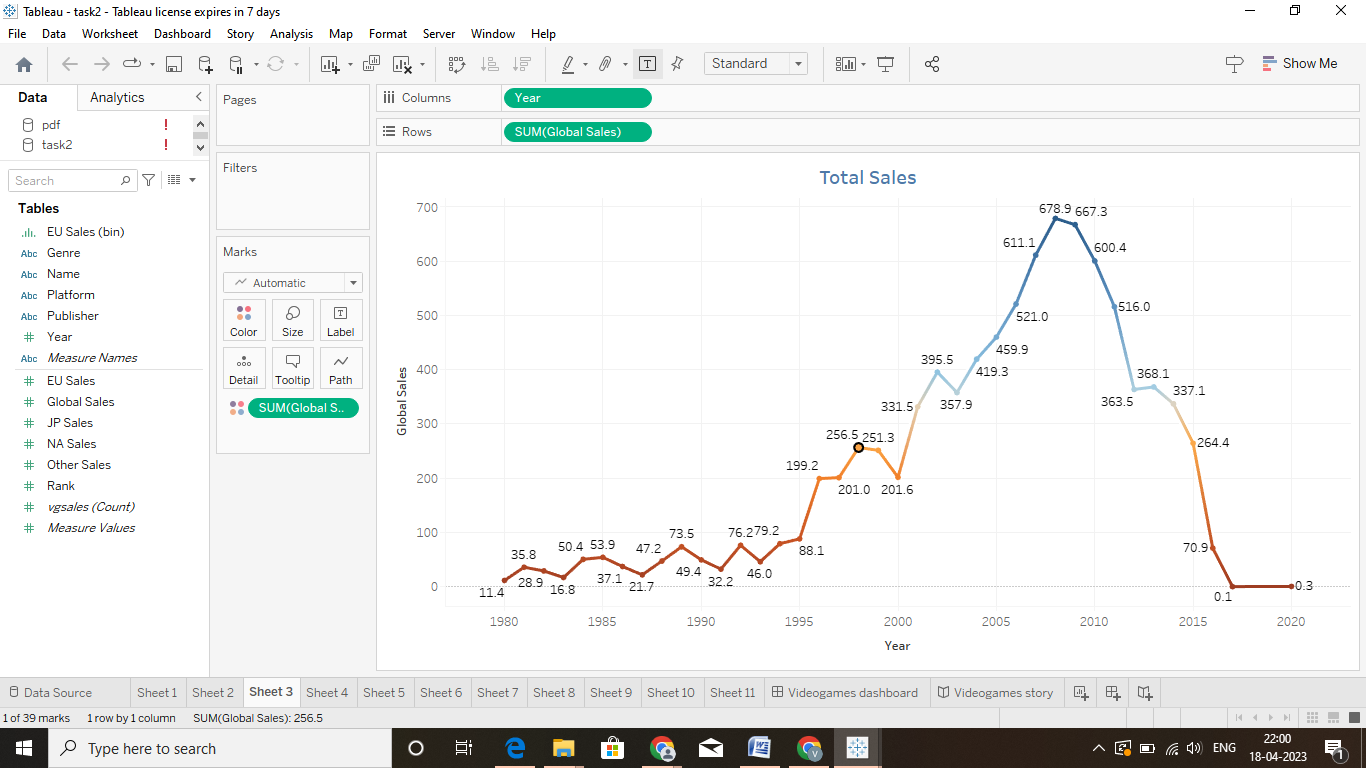 Tableau - task2 - Tableau license expires in 7 days
File Data Worksheet Dashboard Story Analysis Map Format Server Window Help
Standard
Show Me
Data Analytics
pdf
task2
Search
Tables
EU Sales (bin)
Abc Genre
Abc Name
Abc Platform
Abc Publisher
Year
Abc Measure Names
EU Sales
Global Sales
JP Sales
NA Sales
Other Sales
Rank
vgsales (Count)
Measure Values
Pages
Filters
Marks
Automatic
Color Size Label
Detail Tooltip Path
SUM(Global S..
Columns Year
Rows SUM(Global Sales)
Total Sales
Global Sales
700
600
500
400
300
200
100
0
11.4
35.8
28.9
16.8
50.4
53.9
37.1
21.7
47.2
73.5
49.4
32.2
76.2
46.0
79.2
88.1
199.2
201.0
256.5
251.3
201.6
331.5
395.5
357.9
419.3
459.9
521.0
611.1
678.9
667.3
600.4
516.0
363.5
368.1
337.1
264.4
70.9
0.1
0.3
1980 1985 1990 1995 2000 2005 2010 2015 2020
Year
Data Source Sheet 1 Sheet 2 Sheet 3 Sheet 4 Sheet 5 Sheet 6 Sheet 7 Sheet 8 Sheet 9 Sheet 10 Sheet 11 Videogames dashboard Videogames story
1 of 39 marks 1 row by 1 column SUM(Global Sales): 256.5
Type here to search
ENG
22:00
18-04-2023
1